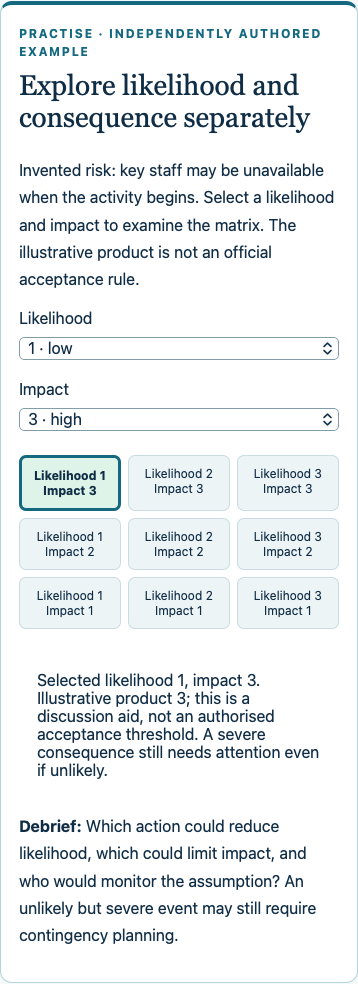 PRACTISE · INDEPENDENTLY AUTHORED
EXAMPLE
Explore likelihood and
consequence separately
Invented risk: key staff may be unavailable
when the activity begins. Select a likelihood
and impact to examine the matrix. The
illustrative product is not an official
acceptance rule.
Likelihood
1 · low
Impact
3 · high
Likelihood 1
Impact 3
Likelihood 2
Impact 3
Likelihood 3
Impact 3
Likelihood 1
Impact 2
Likelihood 2
Impact 2
Likelihood 3
Impact 2
Likelihood 1
Impact 1
Likelihood 2
Impact 1
Likelihood 3
Impact 1
Selected likelihood 1, impact 3.
Illustrative product 3; this is a
discussion aid, not an authorised
acceptance threshold. A severe
consequence still needs attention even
if unlikely.
Debrief: Which action could reduce
likelihood, which could limit impact, and
who would monitor the assumption? An
unlikely but severe event may still require
contingency planning.